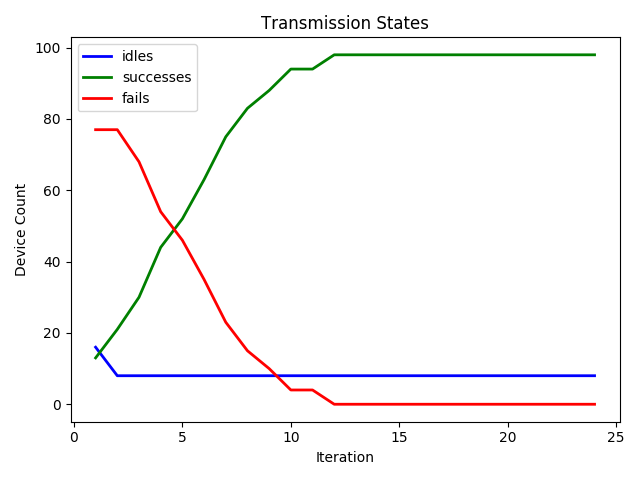 Transmission States
idles
successes
fails
Device Count
100
80
60
40
20
0
0 5 10 15 20 25
Iteration